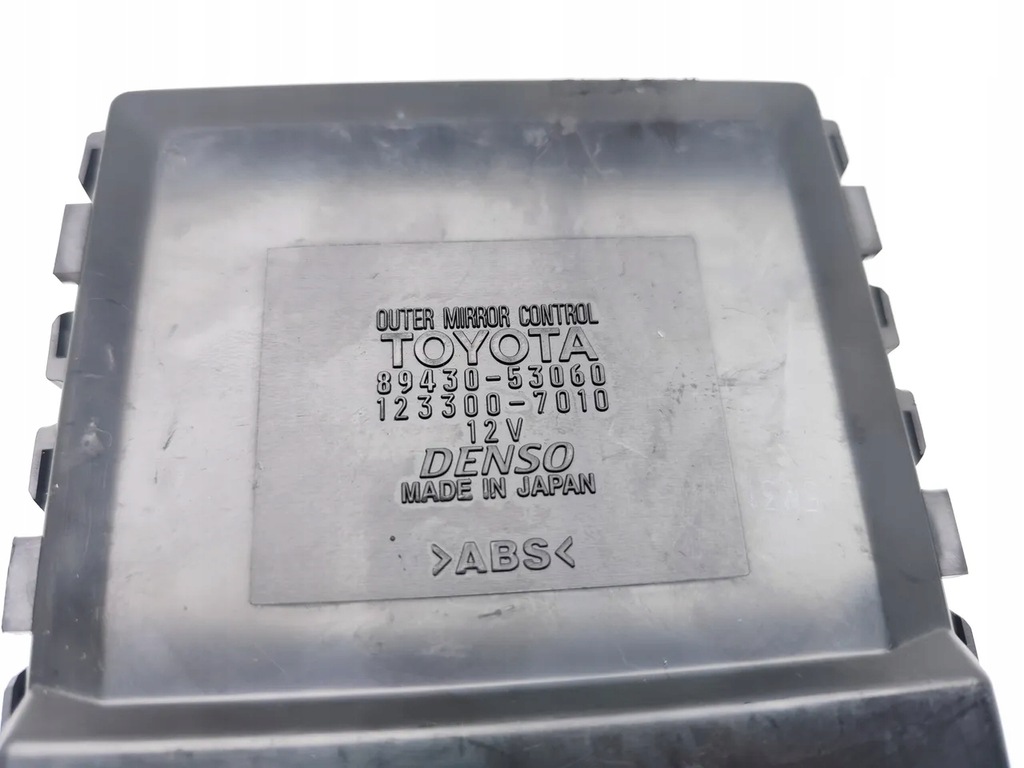 OUTER MIRROR CONTROL
TOYOTA
89430-53060
123300-7010
12V
DENSO
MADE IN JAPAN
>ABS<